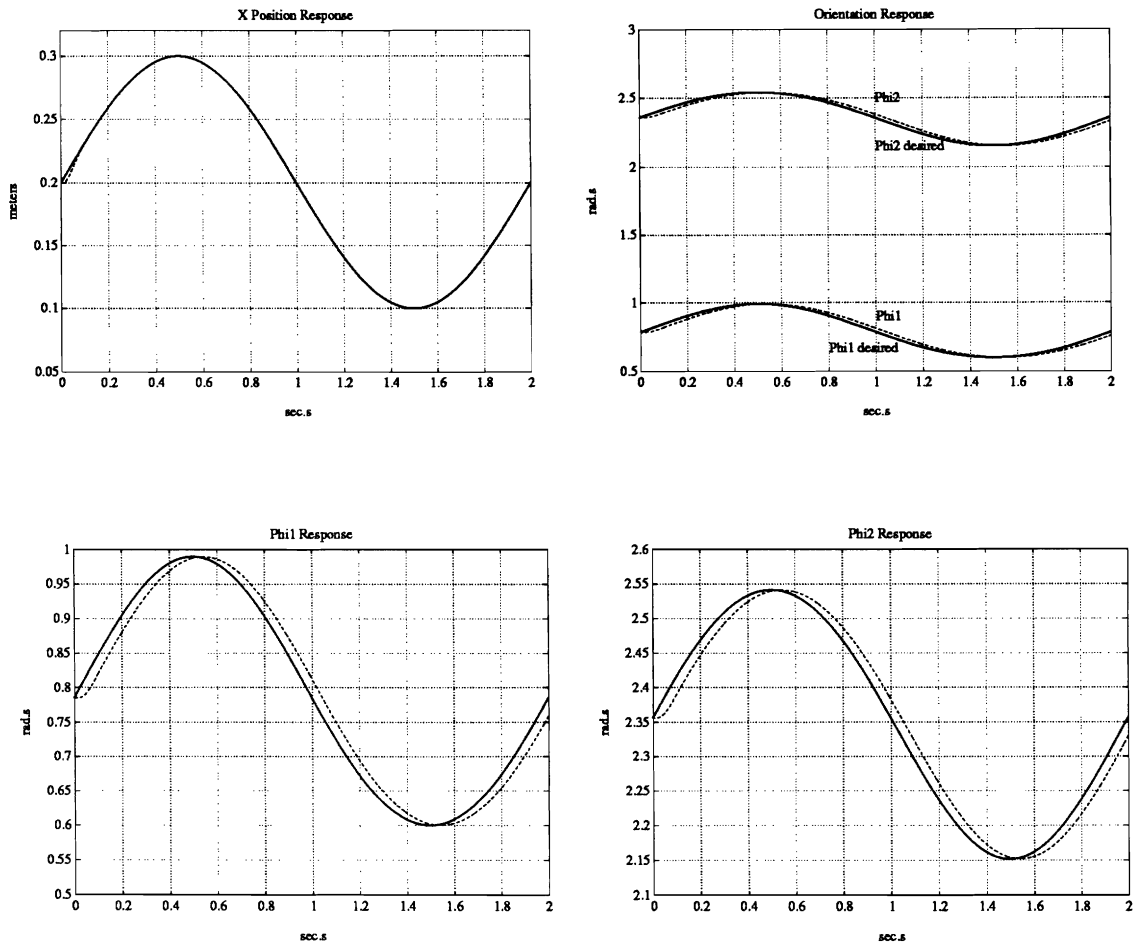 X Position Response
0.3
0.25
0.2
0.15
0.1
0.05
meters
0 0.2 0.4 0.6 0.8 1 1.2 1.4 1.6 1.8 2
sec.s
Orientation Response
3
2.5
2
1.5
1
0.5
rad.s
Phi2
Phi2 desired
Phi1
Phi1 desired
0 0.2 0.4 0.6 0.8 1 1.2 1.4 1.6 1.8 2
sec.s
Phi1 Response
1
0.95
0.9
0.85
0.8
0.75
0.7
0.65
0.6
0.55
0.5
rad.s
0 0.2 0.4 0.6 0.8 1 1.2 1.4 1.6 1.8 2
sec.s
Phi2 Response
2.6
2.55
2.5
2.45
2.4
2.35
2.3
2.25
2.2
2.15
2.1
rad.s
0 0.2 0.4 0.6 0.8 1 1.2 1.4 1.6 1.8 2
sec.s